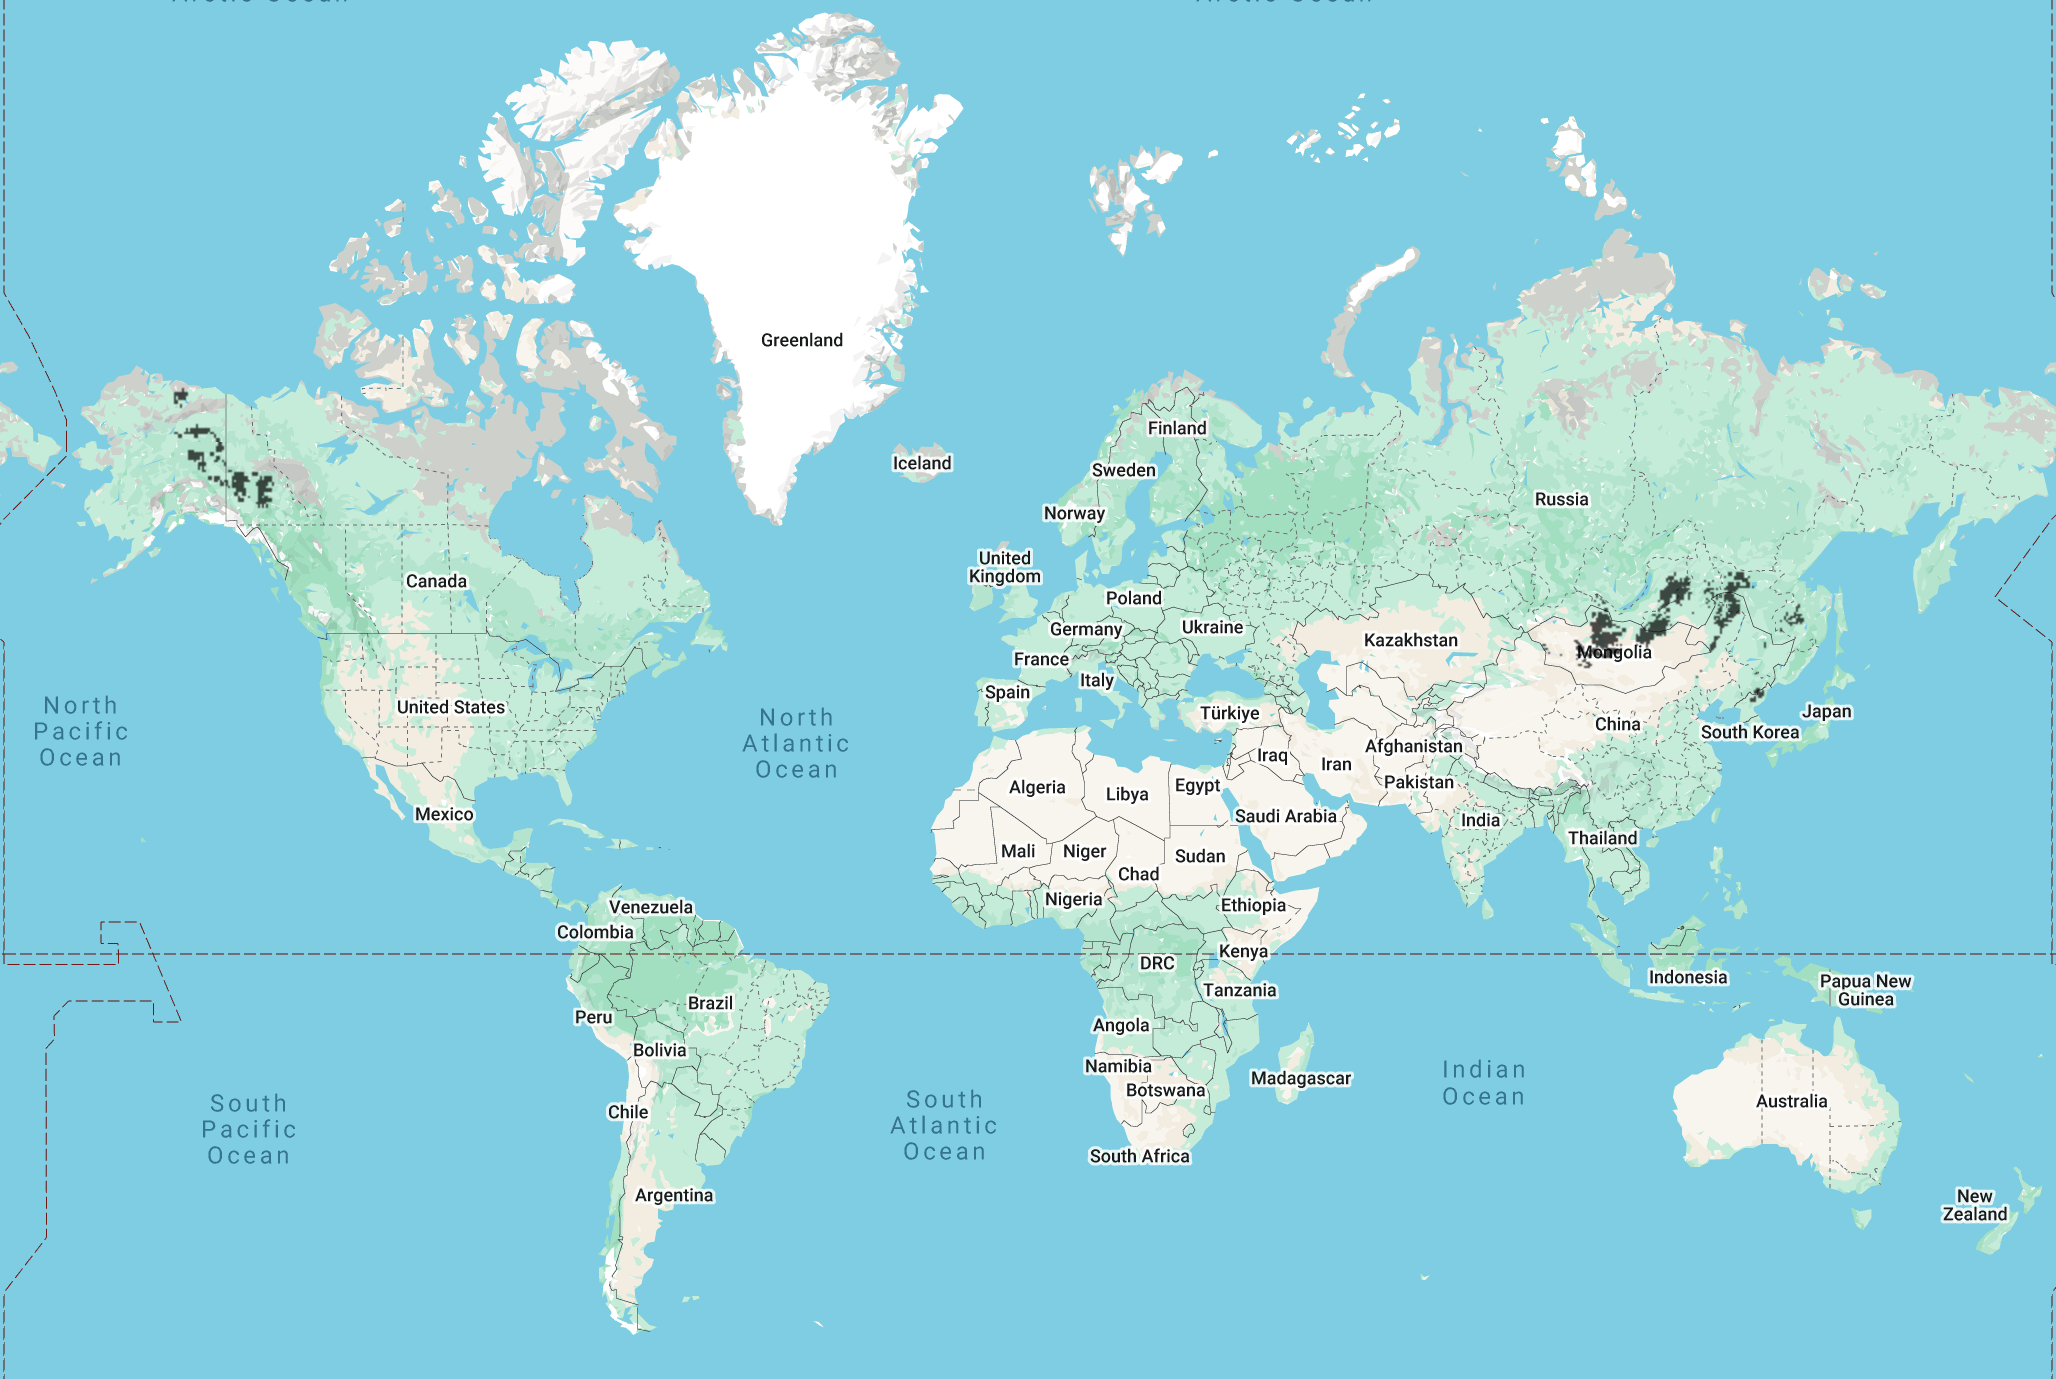 Arctic Ocean
Arctic Ocean
Greenland
Iceland
Finland
Sweden
Norway
Russia
United
Kingdom
Poland
Germany
Ukraine
Kazakhstan
Mongolia
France
Italy
Spain
Türkiye
Canada
United States
Mexico
North
Pacific
Ocean
North
Atlantic
Ocean
China
Japan
South Korea
Afghanistan
Iraq
Iran
Pakistan
Algeria
Libya
Egypt
Saudi Arabia
India
Thailand
Mali
Niger
Chad
Sudan
Nigeria
Ethiopia
Venezuela
Colombia
DRC
Kenya
Tanzania
Indonesia
Papua New
Guinea
Brazil
Peru
Bolivia
Angola
Namibia
Botswana
Madagascar
South Africa
Chile
Argentina
South
Pacific
Ocean
South
Atlantic
Ocean
Indian
Ocean
Australia
New
Zealand